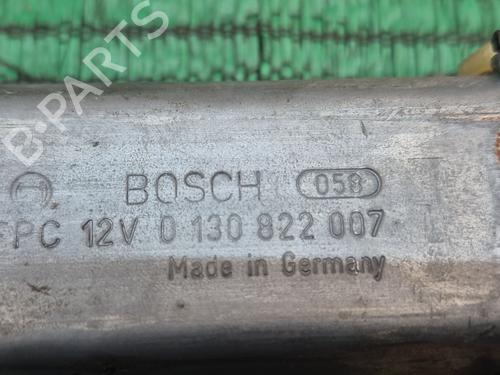 B-PARTS
BOSCH 058
FPC 12V 0 130 822 007
Made in Germany